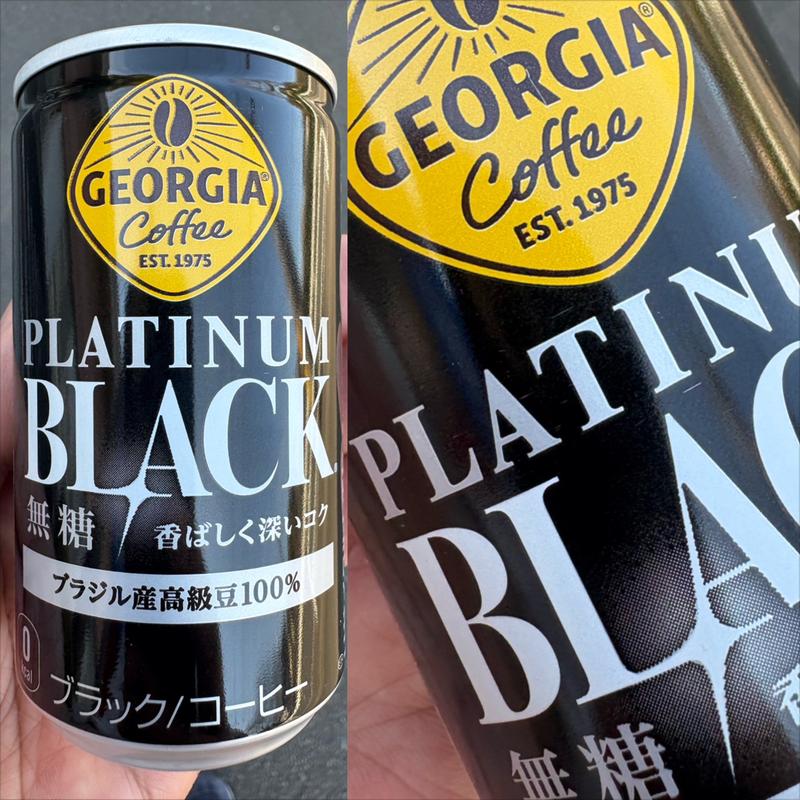 GEORGIA®
Coffee
EST. 1975
PLATINUM
BLACK
無糖 香ばしく深いコク
ブラジル産高級豆100%
0
kcal
ブラック/コーヒー
GEORGIA®
Coffee
EST. 1975
PLATINU
BLA
無糖